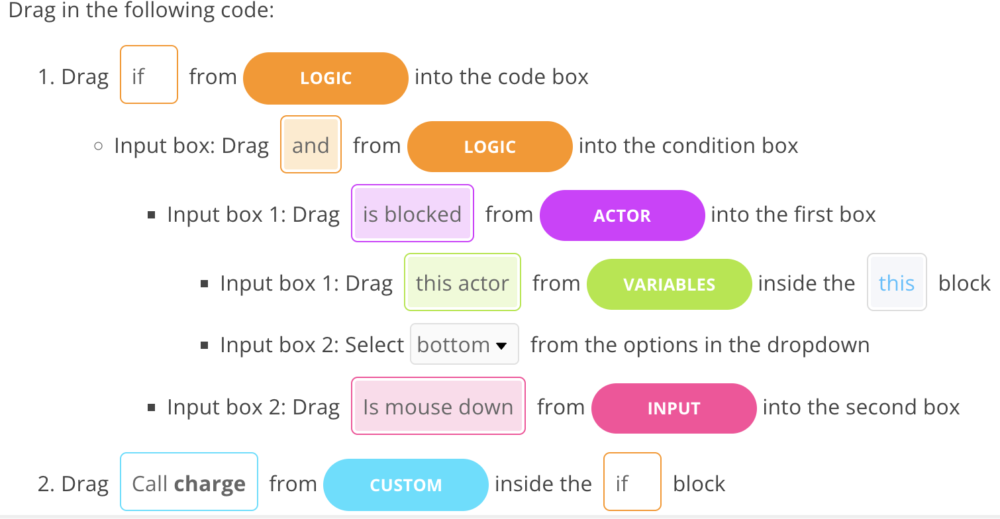 Drag in the following code:
1. Drag if from LOGIC into the code box
Input box: Drag and from LOGIC into the condition box
Input box 1: Drag is blocked from ACTOR into the first box
Input box 1: Drag this actor from VARIABLES inside the this block
Input box 2: Select bottom from the options in the dropdown
Input box 2: Drag Is mouse down from INPUT into the second box
2. Drag Call charge from CUSTOM inside the if block